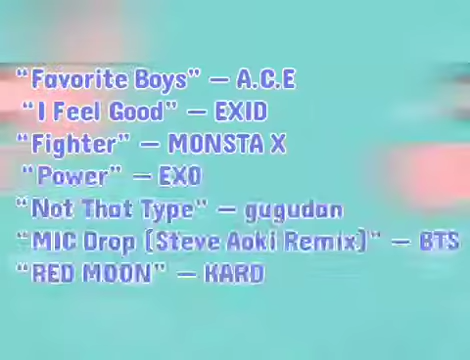 “Favorite Boys” – A.C.E
“I Feel Good” – EXID
“Fighter” – MONSTA X
“Power” – EXO
“Not That Type” – gugudan
“MIC Drop (Steve Aoki Remix)” – BTS
“RED MOON” – KARD